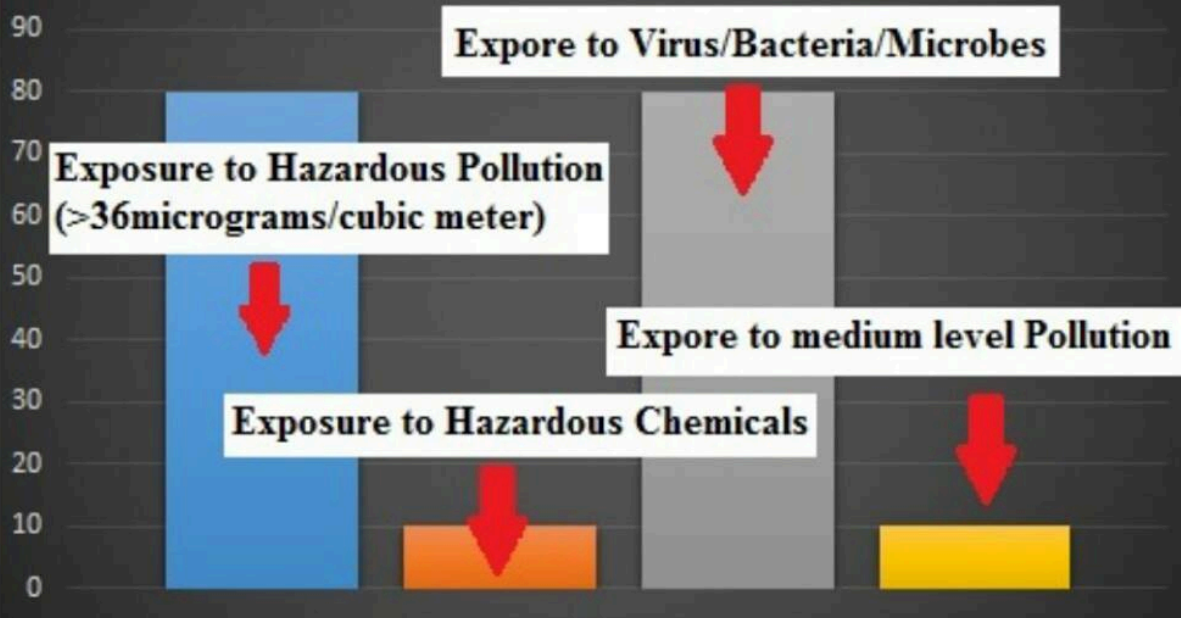 90
Expore to Virus/Bacteria/Microbes
80
70
Exposure to Hazardous Pollution
(>36micrograms/cubic meter)
60
50
40
Expore to medium level Pollution
30
Exposure to Hazardous Chemicals
20
10
0